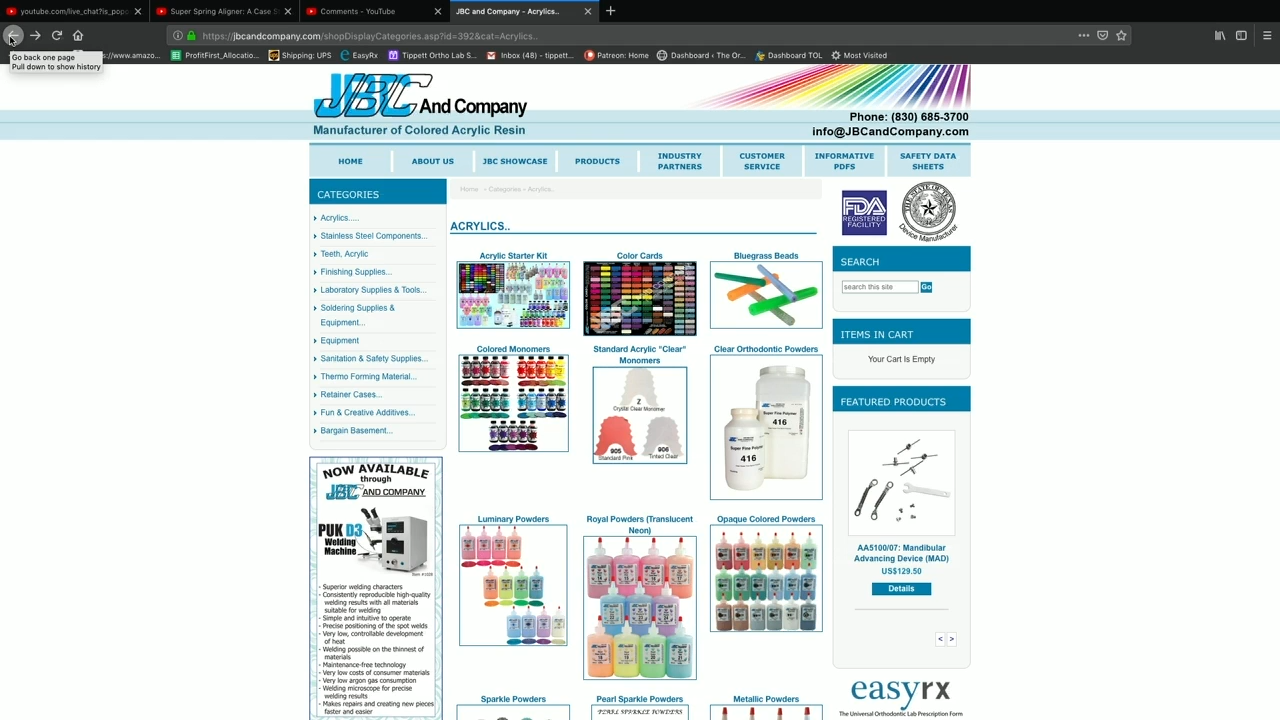 youtube.com/live_chat?is_pop
Super Spring Aligner: A Case S
Comments - YouTube
JBC and Company - Acrylics..
https://jbcandcompany.com/shopDisplayCategories.asp?id=392&cat=Acrylics..
Go back one page
Pull down to show history
www.amazo...
ProfitFirst_Allocatio...
Shipping: UPS
EasyRx
Tippett Ortho Lab S...
Inbox (48) - tippett...
Patreon: Home
Dashboard ‹ The Or...
Dashboard TOL
Most Visited
JBC And Company
Manufacturer of Colored Acrylic Resin
Phone: (830) 685-3700
info@JBCandCompany.com
HOME
ABOUT US
JBC SHOWCASE
PRODUCTS
INDUSTRY
PARTNERS
CUSTOMER
SERVICE
INFORMATIVE
PDFS
SAFETY DATA
SHEETS
CATEGORIES
Acrylics.....
Stainless Steel Components...
Teeth, Acrylic
Finishing Supplies...
Laboratory Supplies & Tools...
Soldering Supplies &
Equipment...
Equipment
Sanitation & Safety Supplies...
Thermo Forming Material...
Retainer Cases...
Fun & Creative Additives...
Bargain Basement...
NOW AVAILABLE
through
JBC AND COMPANY
PUK D3
Welding
Machine
- Superior welding characters
- Consistently reproducible high-quality
welding results with all materials
suitable for welding
- Simple and intuitive to operate
- Precise positioning of the spot welds
- Very low, controllable development
of heat
- Welding possible on the thinnest of
materials
- Maintenance-free technology
- Very low costs of consumer materials
- Very low argon gas consumption
- Welding microscope for precise
welding results
- Makes repairs and creating new pieces
faster and easier
Home
Categories
Acrylics..
ACRYLICS..
Acrylic Starter Kit
Color Cards
Bluegrass Beads
Colored Monomers
Standard Acrylic "Clear"
Monomers
Z
Crystal Clear Monomer
905
Standard Pink
906
Tinted Clear
Clear Orthodontic Powders
Super Fine Polymer
416
Super Fine Polymer
416
Luminary Powders
Royal Powders (Translucent
Neon)
Opaque Colored Powders
Sparkle Powders
Pearl Sparkle Powders
PEARL SPARKLE POWDERS
Metallic Powders
FDA
REGISTERED
FACILITY
THE STATE OF TEXAS
Device Manufacturer
SEARCH
search this site
Go
ITEMS IN CART
Your Cart Is Empty
FEATURED PRODUCTS
AA5100/07: Mandibular
Advancing Device (MAD)
US$129.50
Details
<
>
easyrx
The Universal Orthodontic Lab Prescription Form